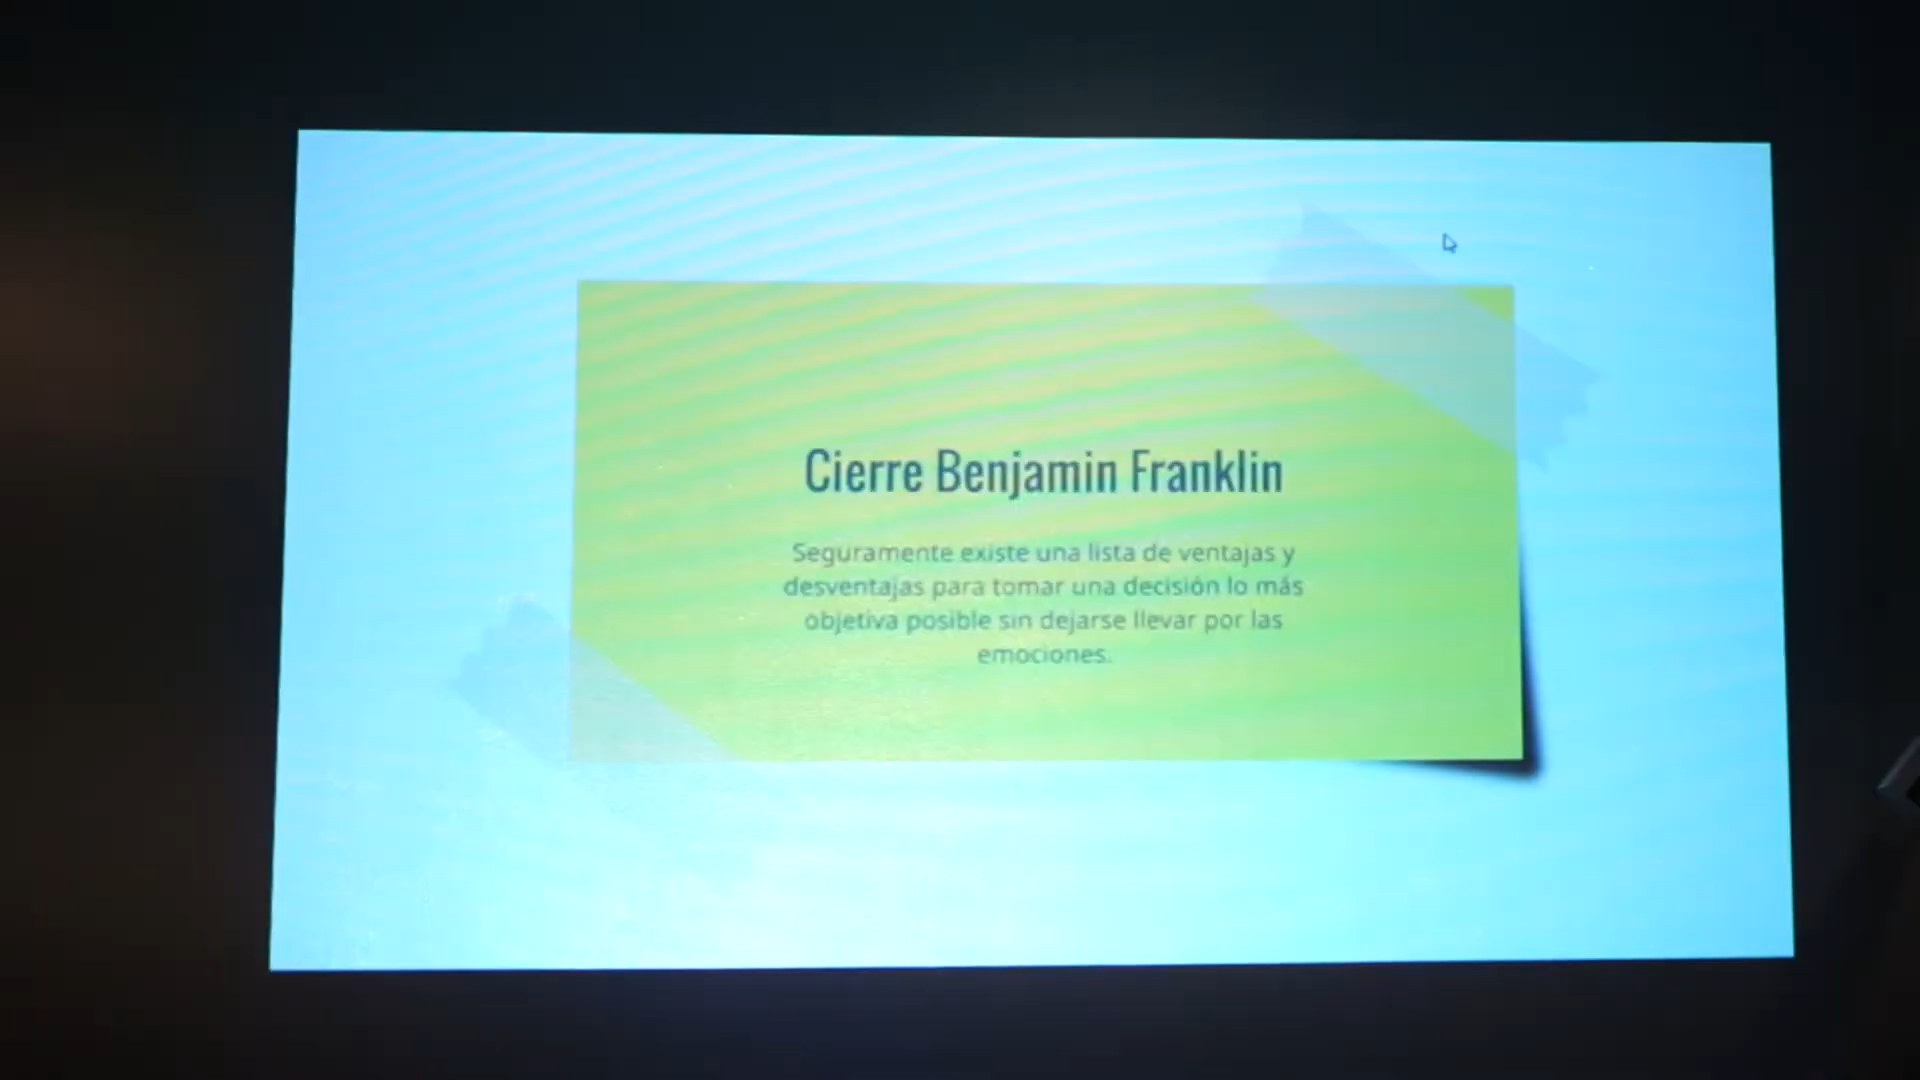 Cierre Benjamin Franklin
Seguramente existe una lista de ventajas y
desventajas para tomar una decisión lo más
objetiva posible sin dejarse llevar por las
emociones.